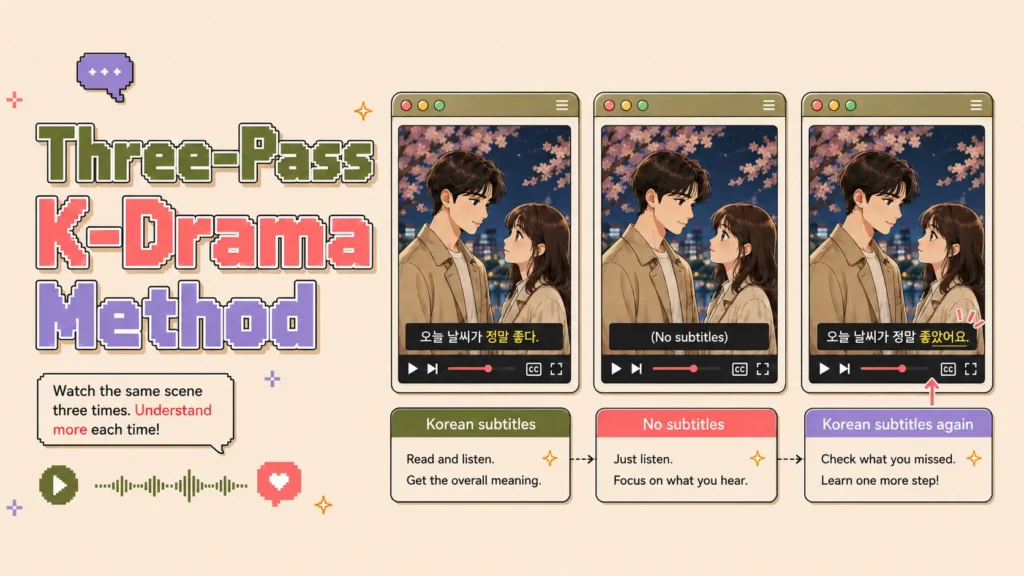 Three-Pass
K-Drama
Method
Watch the same scene
three times. Understand
more each time!
오늘 날씨가 정말 좋다.
CC
(No subtitles)
CC
오늘 날씨가 정말 좋았어요.
CC
Korean subtitles
Read and listen.
Get the overall meaning.
No subtitles
Just listen.
Focus on what you hear.
Korean subtitles again
Check what you missed.
Learn one more step!